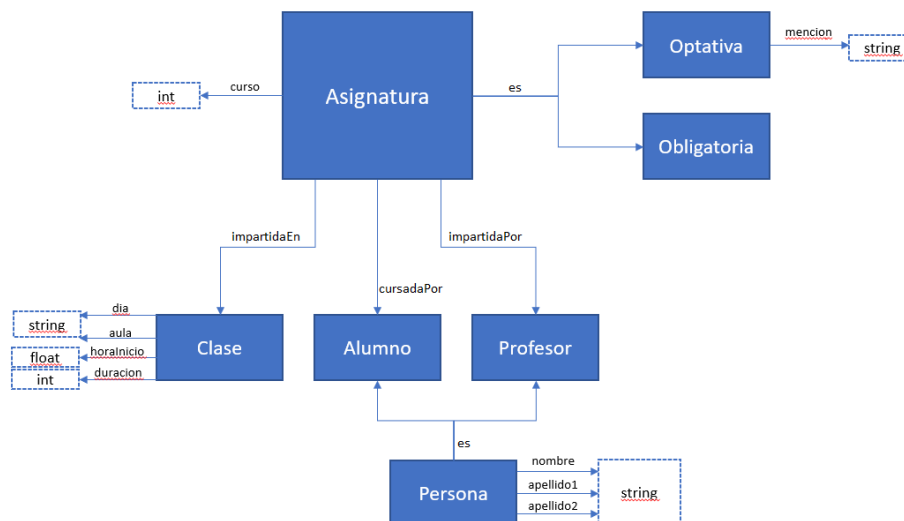 Optativa
mencion
string
curso
int
Asignatura
es
Obligatoria
impartidaEn
impartidaPor
cursadaPor
dia
string
aula
horaInicio
float
duracion
int
Clase
Alumno
Profesor
es
Persona
nombre
apellido1
apellido2
string